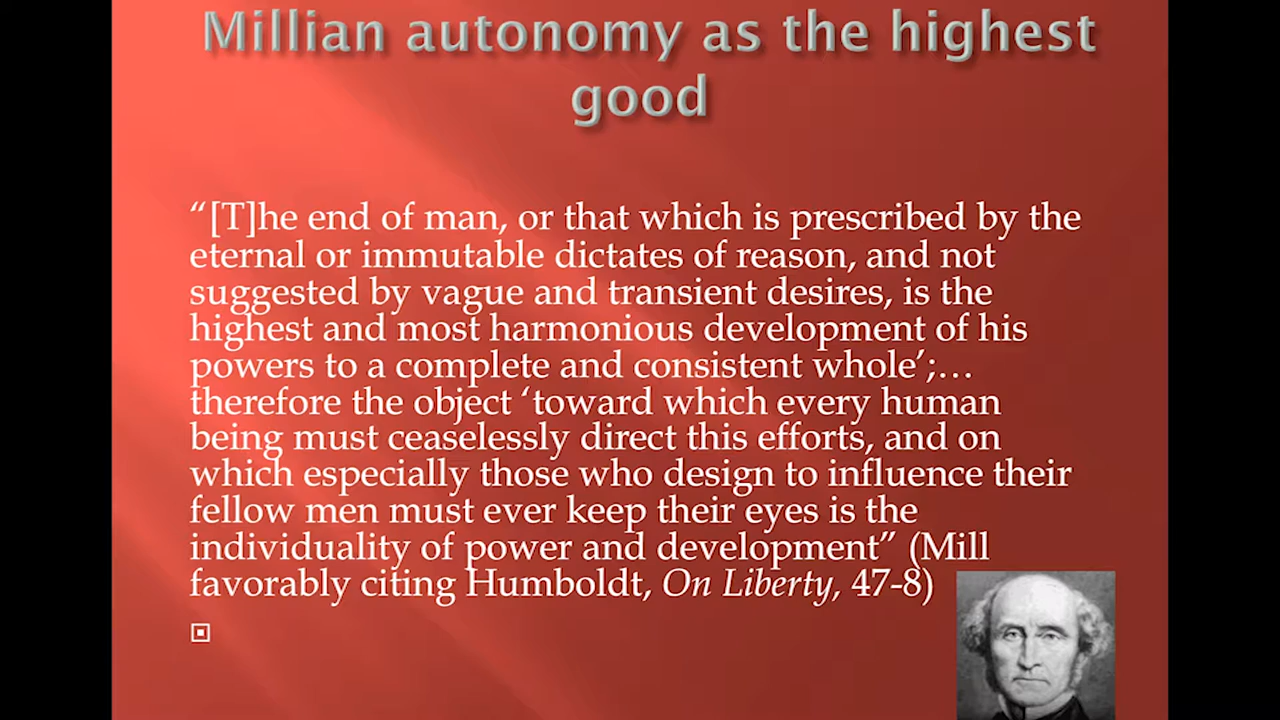 Millian autonomy as the highest
good
“[T]he end of man, or that which is prescribed by the
eternal or immutable dictates of reason, and not
suggested by vague and transient desires, is the
highest and most harmonious development of his
powers to a complete and consistent whole’;…
therefore the object ‘toward which every human
being must ceaselessly direct this efforts, and on
which especially those who design to influence their
fellow men must ever keep their eyes is the
individuality of power and development” (Mill
favorably citing Humboldt, On Liberty, 47-8)